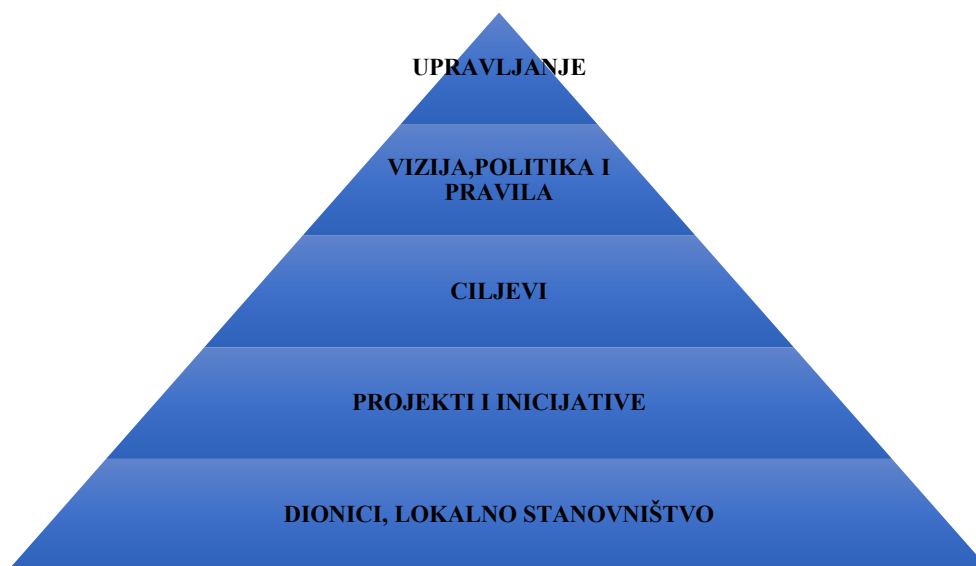 UPRAVLJANJE
VIZIJA,POLITIKA I
PRAVILA
CILJEVI
PROJEKTI I INICIJATIVE
DIONICI, LOKALNO STANOVNIŠTVO